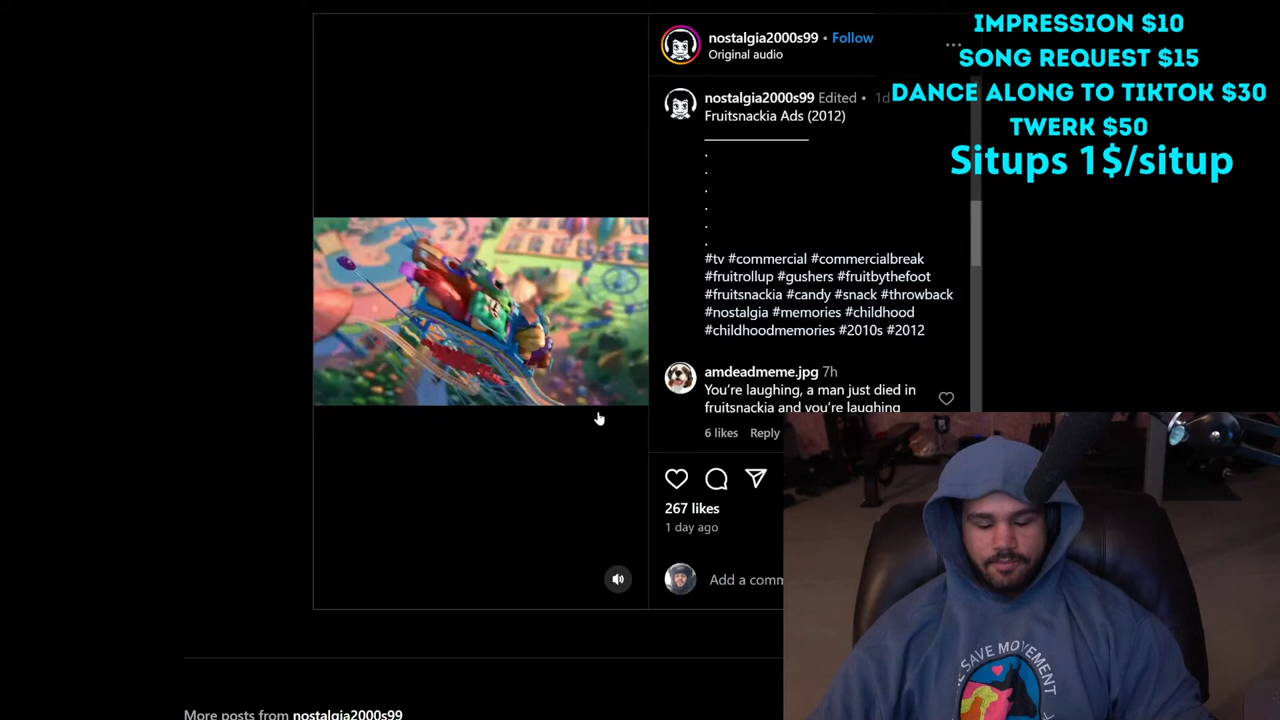 nostalgia2000s99 • Follow
Original audio
nostalgia2000s99 Edited • 1d
Fruitsnackia Ads (2012)
.
.
.
.
.
.
#tv #commercial #commercialbreak
#fruitrollup #gushers #fruitbythefoot
#fruitsnackia #candy #snack #throwback
#nostalgia #memories #childhood
#childhoodmemories #2010s #2012
amdeadmeme.jpg 7h
You're laughing, a man just died in
fruitsnackia and you're laughing
6 likes Reply
267 likes
1 day ago
Add a comm
More posts from nostalgia2000s99
IMPRESSION $10
SONG REQUEST $15
DANCE ALONG TO TIKTOK $30
TWERK $50
Situps 1$/situp
SAVE MOVEMENT